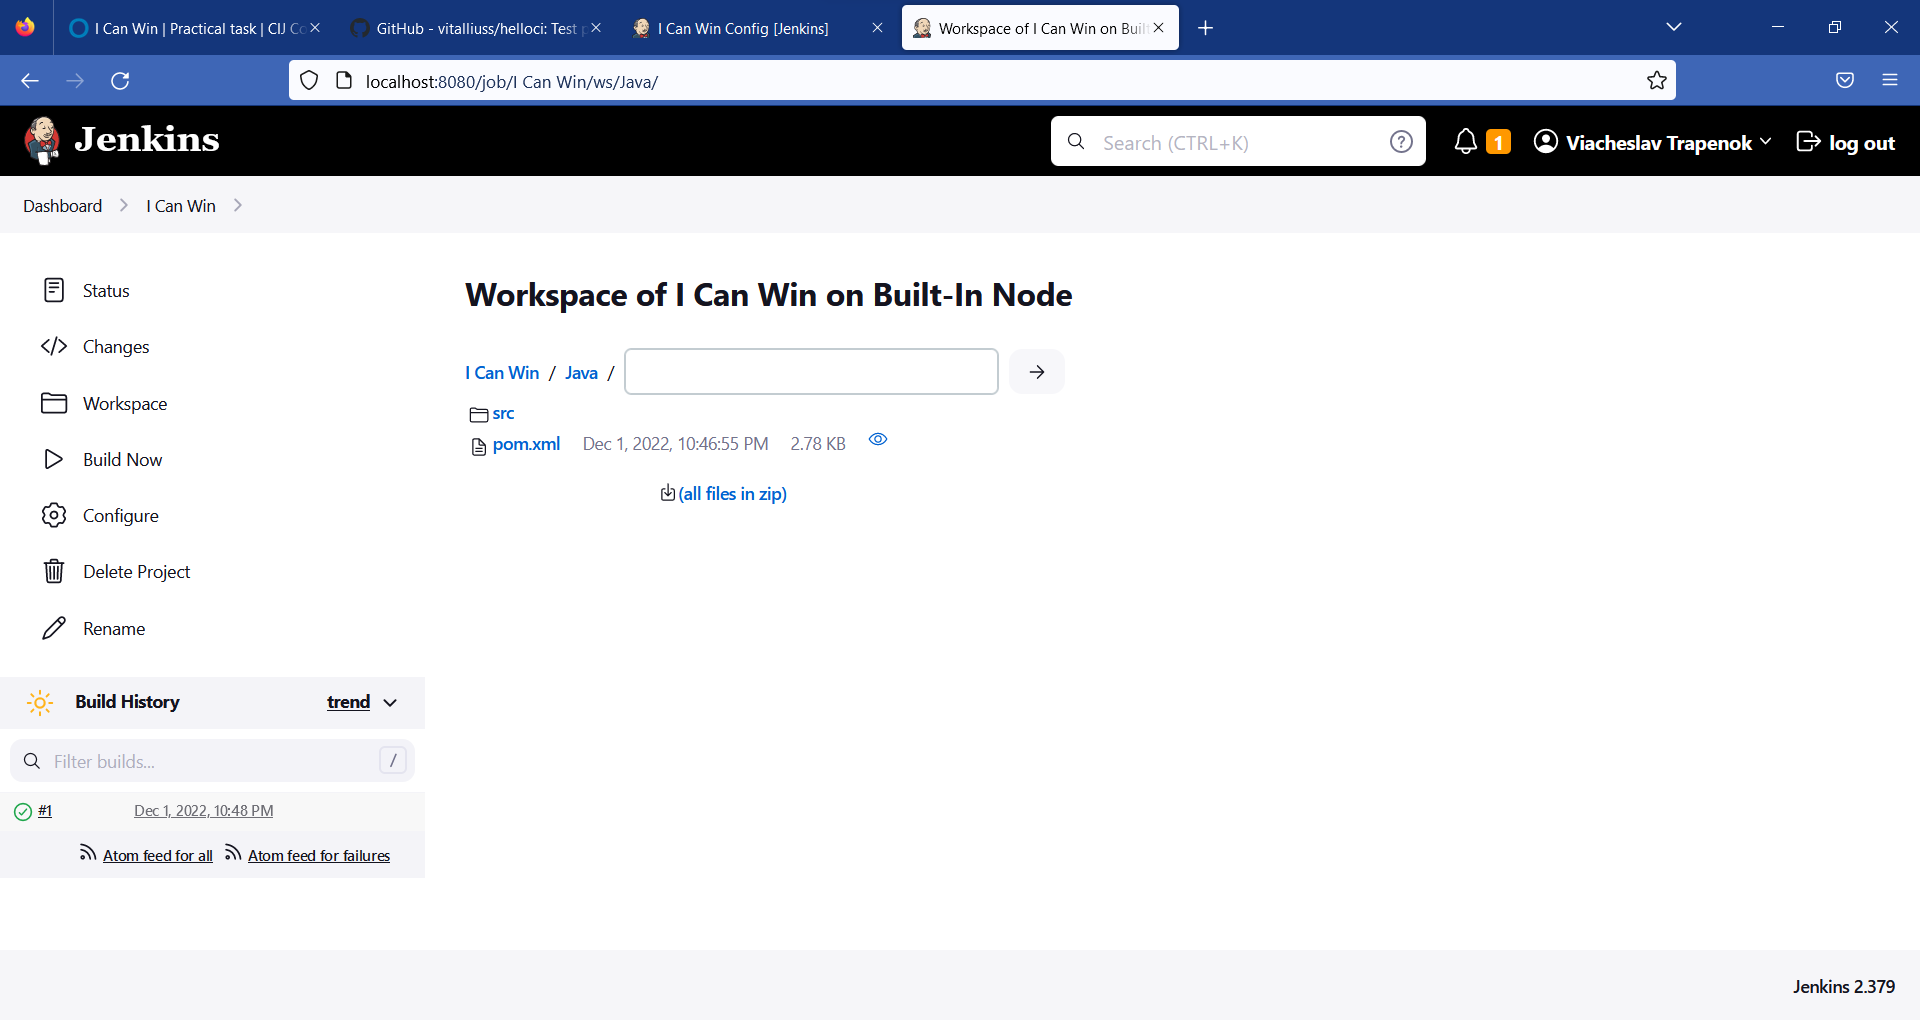 I Can Win | Practical task | CIJ Co
GitHub - vitalliuss/helloci: Test p
I Can Win Config [Jenkins]
Workspace of I Can Win on Buil
localhost:8080/job/I Can Win/ws/Java/
Jenkins
Search (CTRL+K)
1
Viacheslav Trapenok
log out
Dashboard
I Can Win
Status
Changes
Workspace
Build Now
Configure
Delete Project
Rename
Build History
trend
Filter builds...
/
#1
Dec 1, 2022, 10:48 PM
Atom feed for all
Atom feed for failures
Workspace of I Can Win on Built-In Node
I Can Win / Java /
src
pom.xml Dec 1, 2022, 10:46:55 PM 2.78 KB
(all files in zip)
Jenkins 2.379